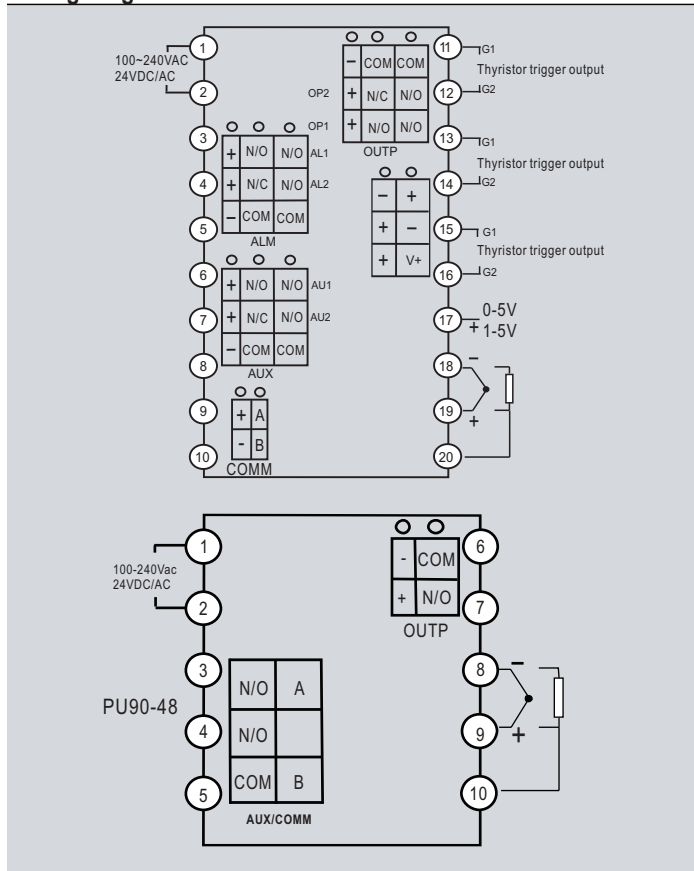 1
100~240VAC
24VDC/AC
2
3
4
5
6
7
8
9
10
OP2
OP1
− COM COM
+ N/C N/O
+ N/O N/O
OUTP
+ N/O N/O AL1
+ N/C N/O AL2
− COM COM
ALM
− +
+ −
+ V+
+ N/O N/O AU1
+ N/C N/O AU2
− COM COM
AUX
+ A
- B
COMM
11 G1
Thyristor trigger output
12 G2
13 G1
Thyristor trigger output
14 G2
15 G1
Thyristor trigger output
16 G2
17 0-5V
+ 1-5V
18 −
19 +
20
1
100-240Vac
24VDC/AC
2
3
PU90-48
4
5
N/O A
N/O
COM B
AUX/COMM
- COM
+ N/O
OUTP
6
7
8 −
9 +
10